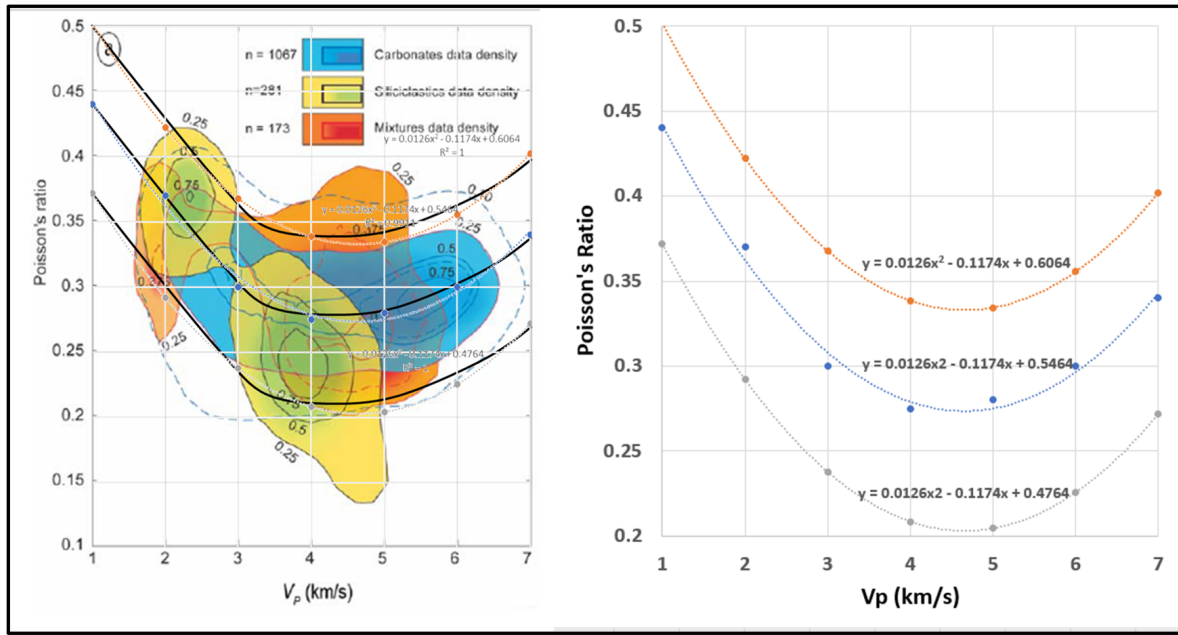 0.5
0.45
0.4
0.35
0.3
0.25
0.2
0.15
0.1
Poisson's ratio
1 2 3 4 5 6 7
VP (km/s)
a
n = 1067 Carbonates data density
n=281 Siliciclastics data density
n = 173 Mixtures data density
y = 0.0126x² - 0.1174x + 0.6064
R² = 1
0.25
0.5
0.75
0
0.25
0.10
0.25
0.5
0.75
0.25
0.75
0.5
0.25
0.5
0.45
0.4
0.35
0.3
0.25
0.2
Poisson's Ratio
y = 0.0126x² - 0.1174x + 0.6064
y = 0.0126x2 - 0.1174x + 0.5464
y = 0.0126x2 - 0.1174x + 0.4764
1 2 3 4 5 6 7
Vp (km/s)